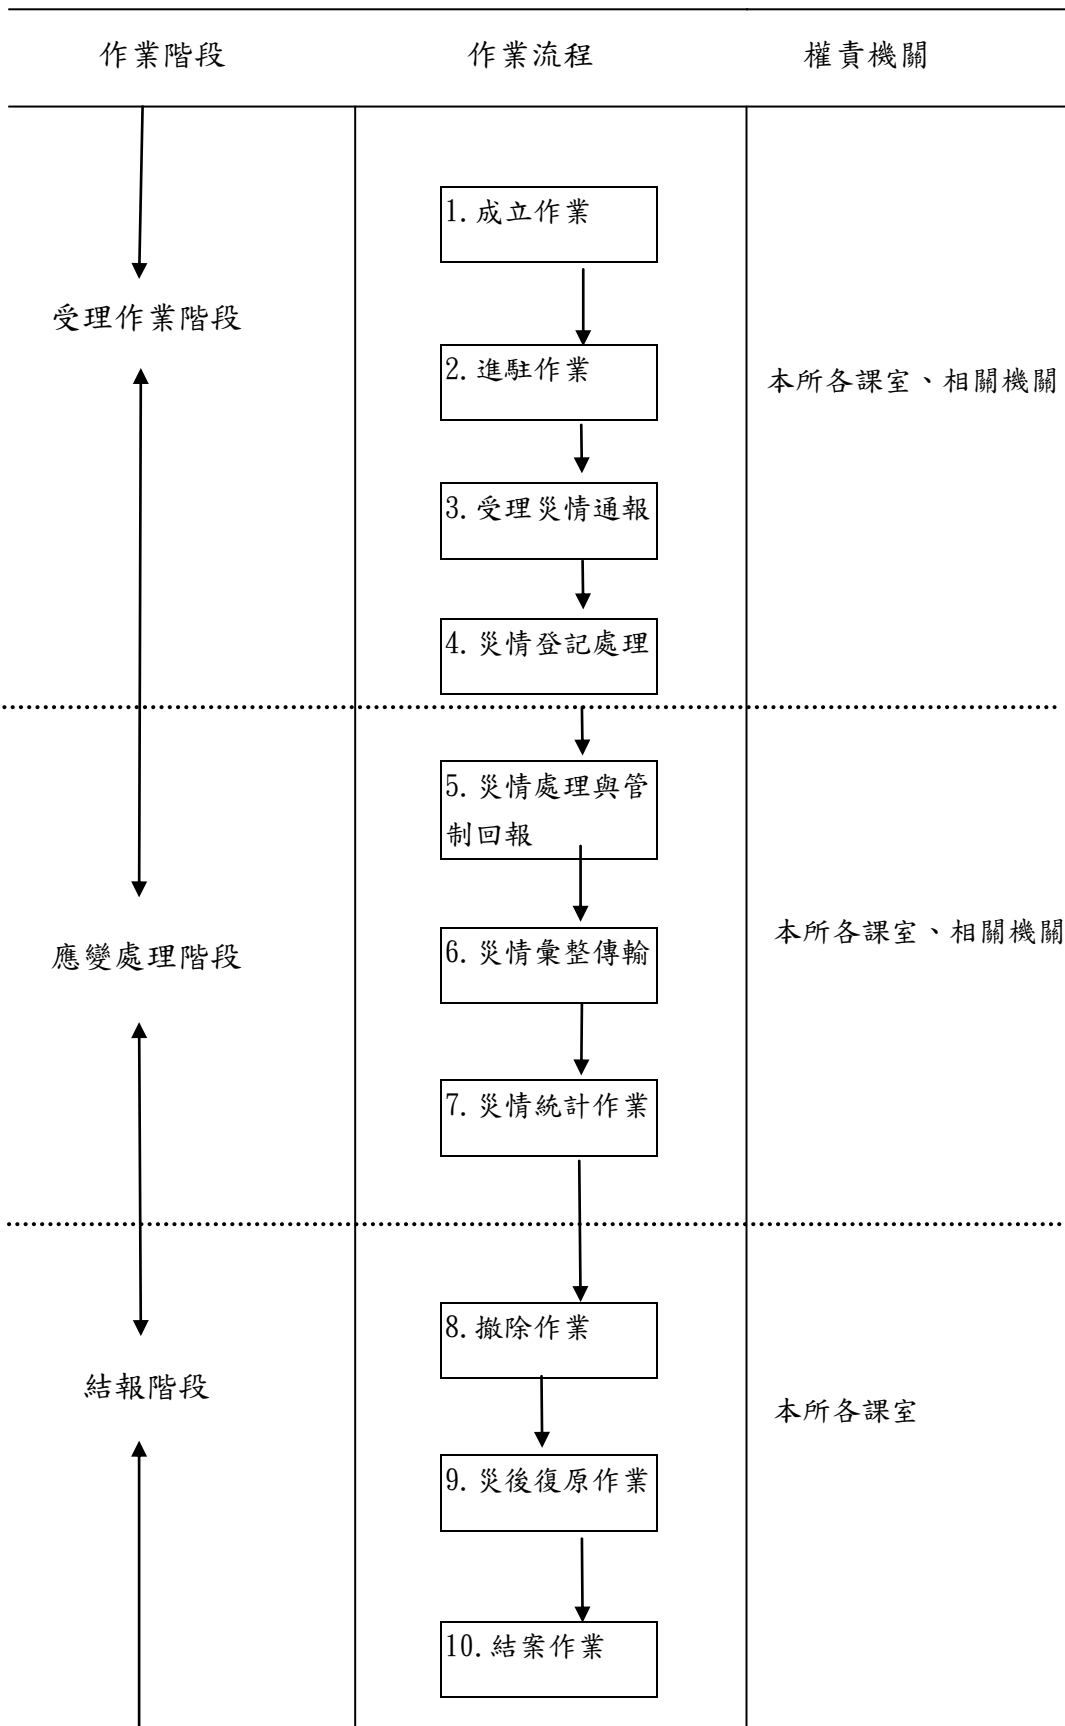 作業階段
作業流程
權責機關
1.成立作業
受理作業階段
2.進駐作業
本所各課室、相關機關
3.受理災情通報
4.災情登記處理
5.災情處理與管
制回報
應變處理階段
6.災情彙整傳輸
本所各課室、相關機關
7.災情統計作業
8.撤除作業
結報階段
本所各課室
9.災後復原作業
10.結案作業